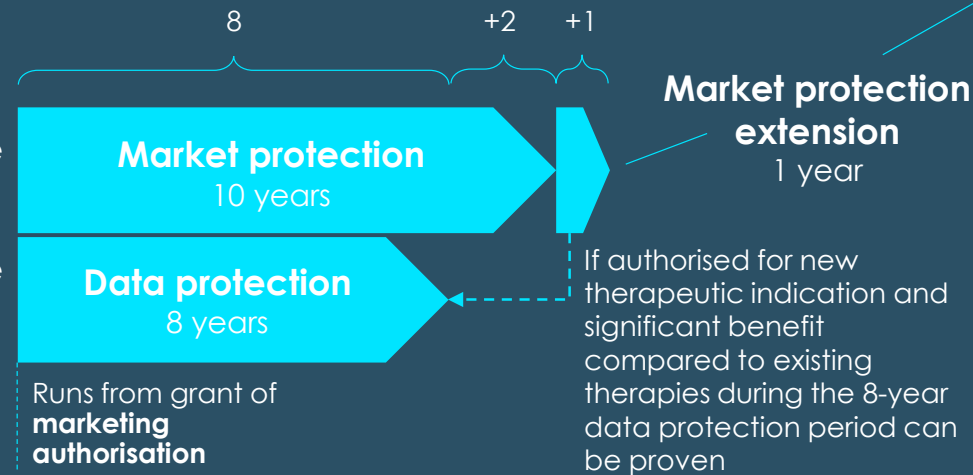 8
+2
+1
Market protection
10 years
Market protection
extension
1 year
Data protection
8 years
If authorised for new
therapeutic indication and
significant benefit
compared to existing
therapies during the 8-year
data protection period can
be proven
Runs from grant of
marketing
authorisation